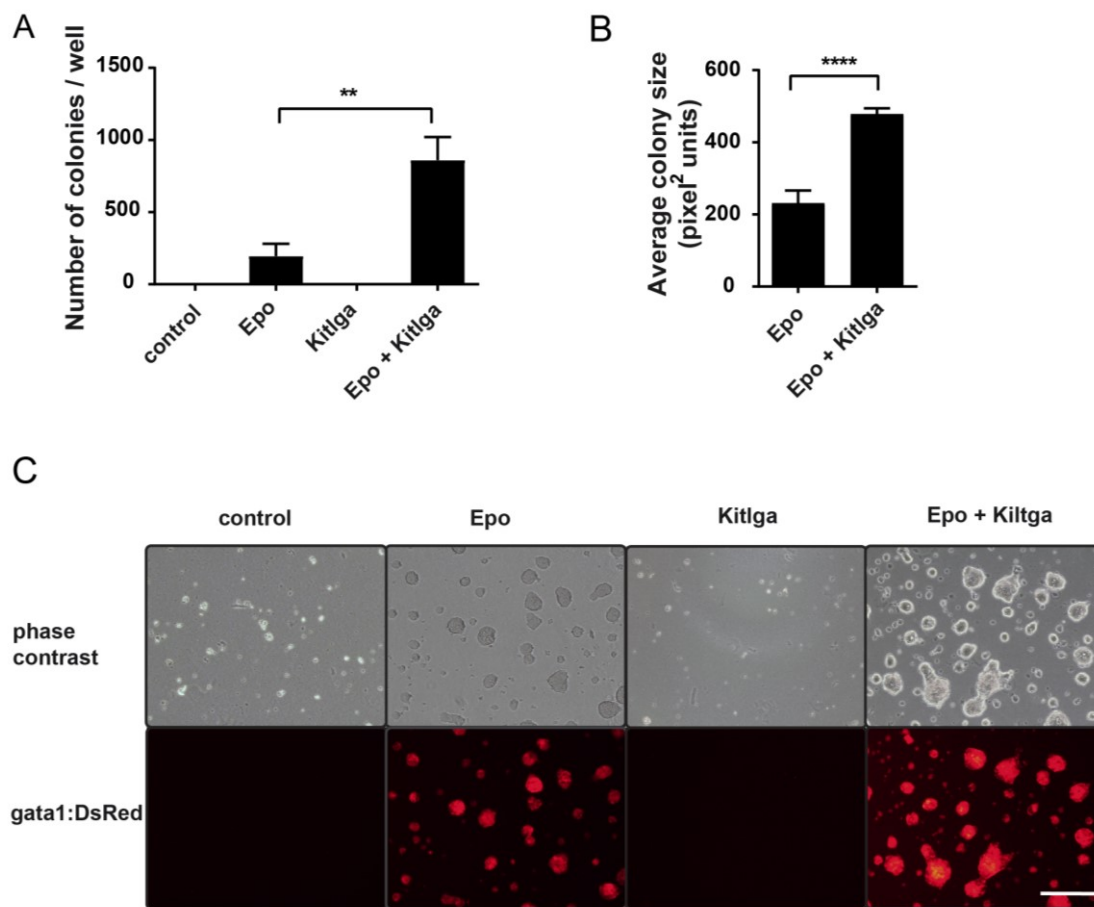 A
Number of colonies / well
1500
1000
500
0
**
control
Epo
Kitlga
Epo + Kitlga
B
Average colony size
(pixel² units)
600
400
200
0
****
Epo
Epo + Kitlga
C
control
Epo
Kitlga
Epo + Kiltga
phase
contrast
gata1:DsRed